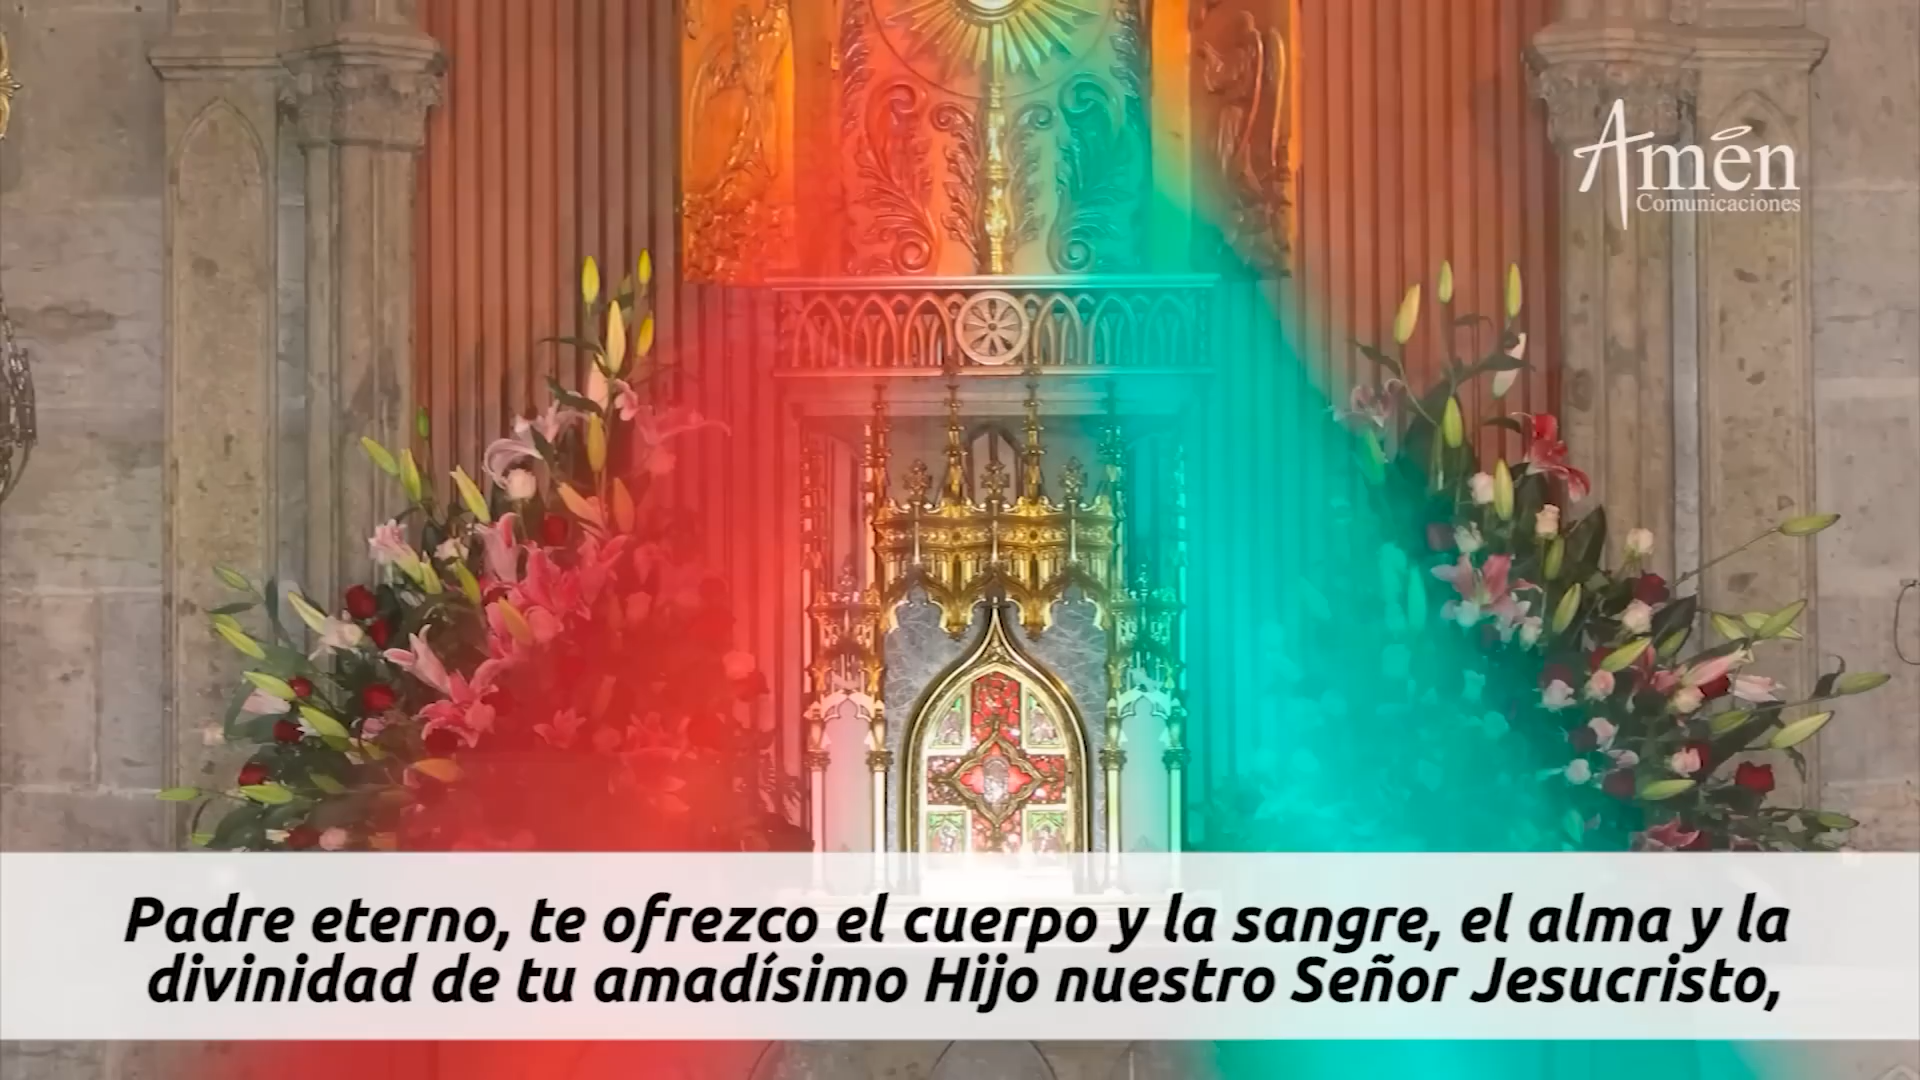 Amén
Comunicaciones
Padre eterno, te ofrezco el cuerpo y la sangre, el alma y la
divinidad de tu amadísimo Hijo nuestro Señor Jesucristo,